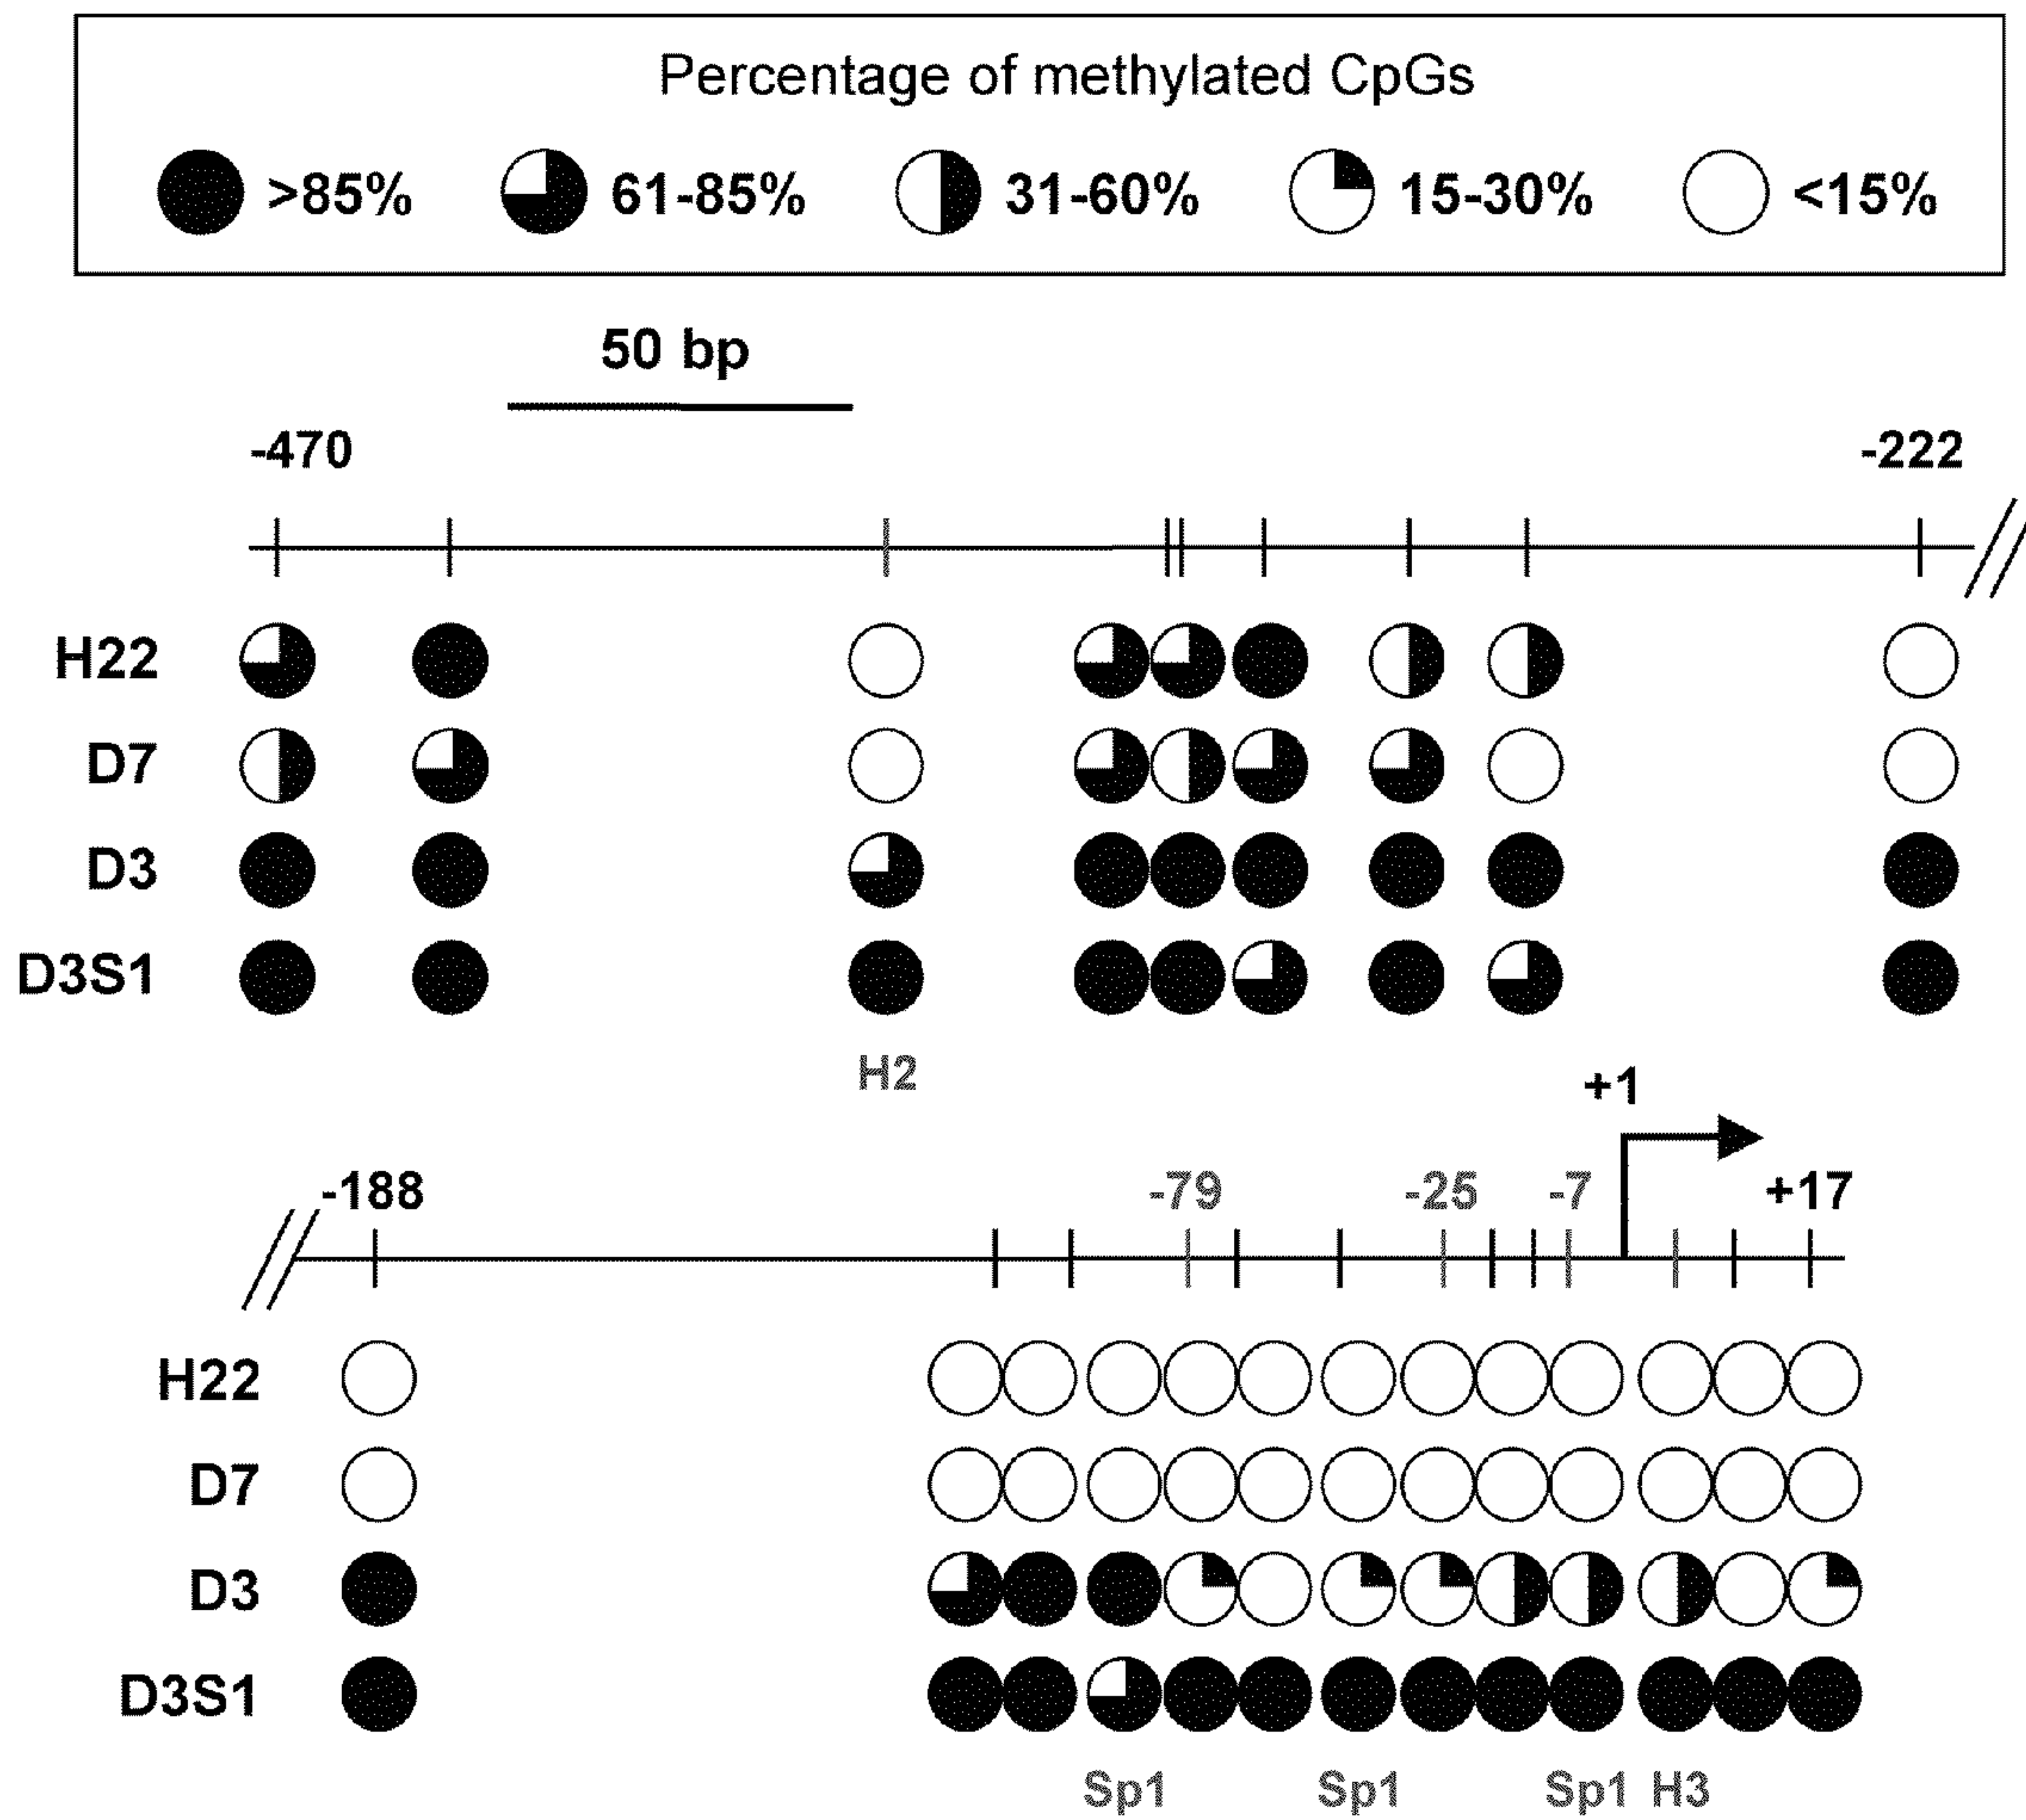 Percentage of methylated CpGs
>85% 61-85% 31-60% 15-30% <15%
50 bp
-470 -222
H22
D7
D3
D3S1
H2
+1
-188 -79 -25 -7 +17
H22
D7
D3
D3S1
Sp1 Sp1 Sp1 H3